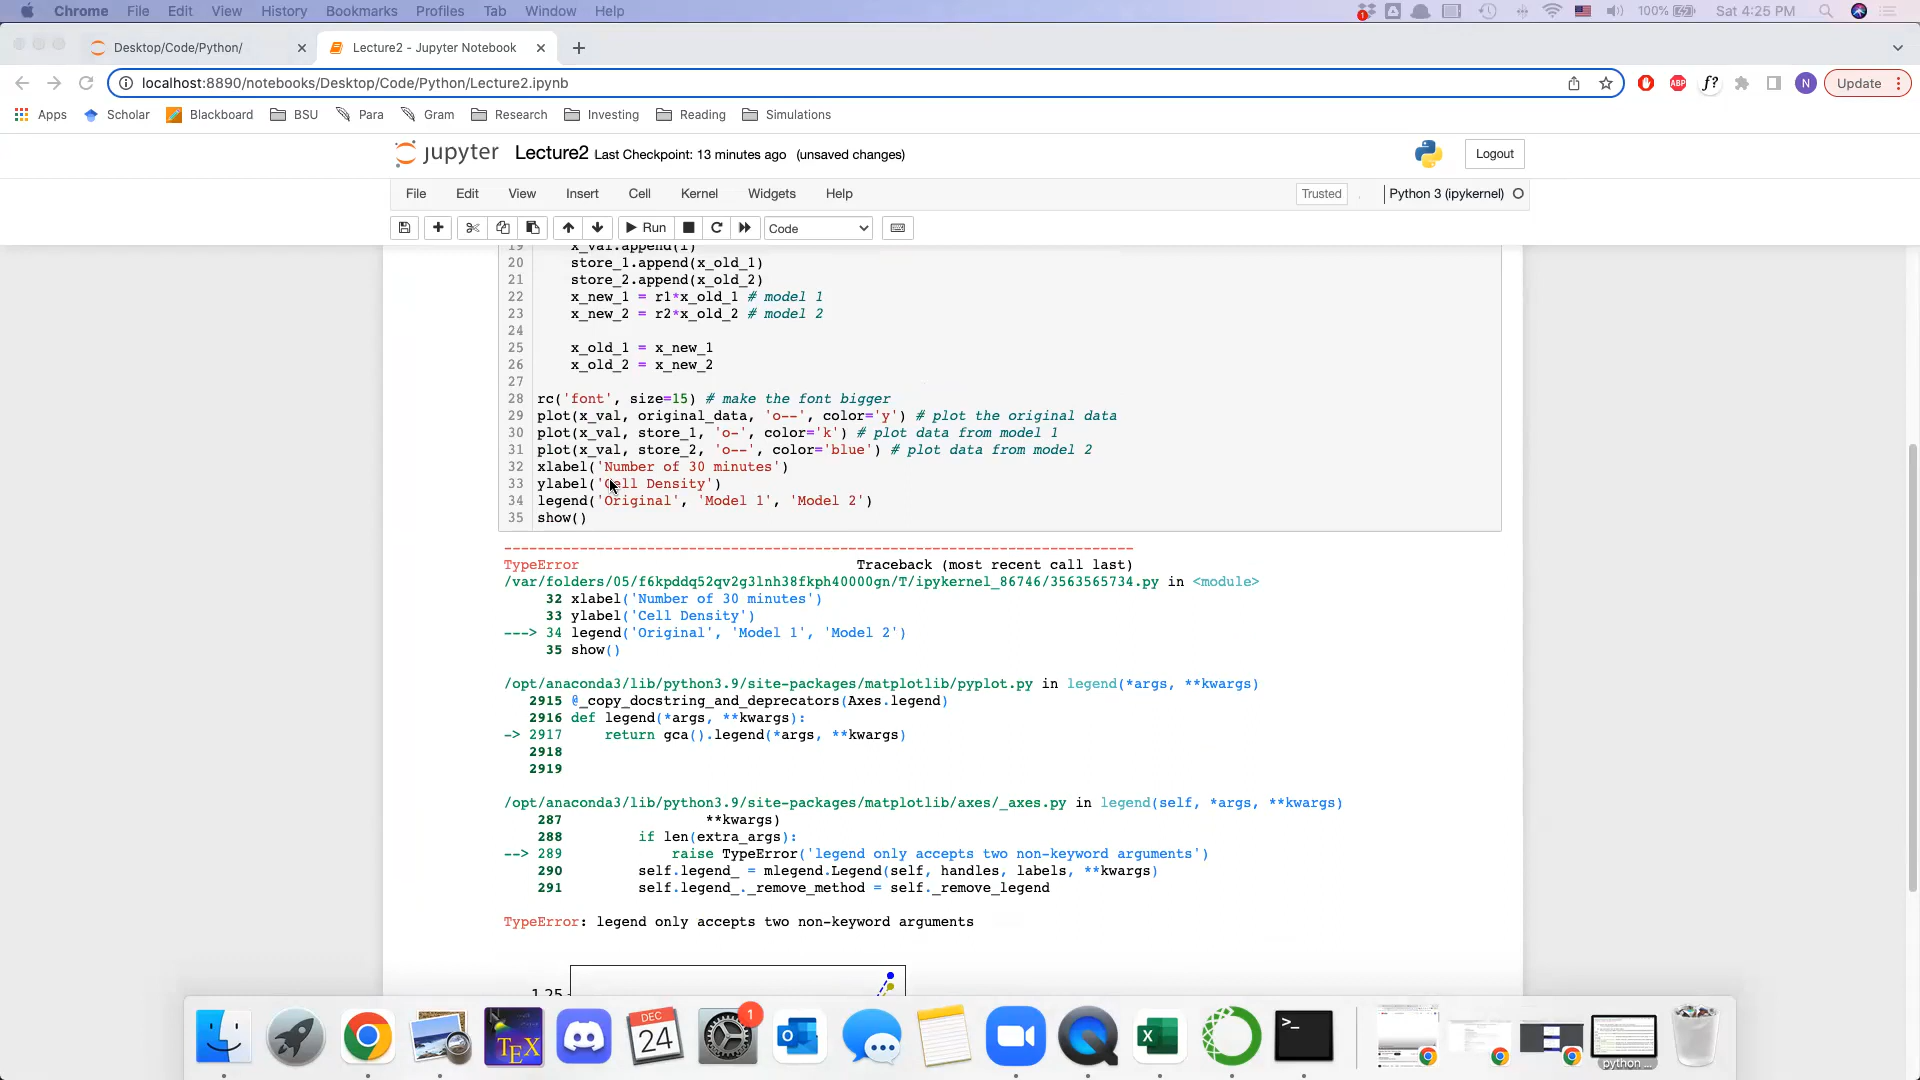 Chrome File Edit View History Bookmarks Profiles Tab Window Help 1 100% Sat 4:25 PM
Desktop/Code/Python/ Lecture2 - Jupyter Notebook
localhost:8890/notebooks/Desktop/Code/Python/Lecture2.ipynb ABP f? N Update
Apps Scholar Blackboard BSU Para Gram Research Investing Reading Simulations
jupyter Lecture2 Last Checkpoint: 13 minutes ago (unsaved changes) Logout
File Edit View Insert Cell Kernel Widgets Help Trusted Python 3 (ipykernel)
Run Code
19 x_val.append(i)
20 store_1.append(x_old_1)
21 store_2.append(x_old_2)
22 x_new_1 = r1*x_old_1 # model 1
23 x_new_2 = r2*x_old_2 # model 2
24
25 x_old_1 = x_new_1
26 x_old_2 = x_new_2
27
28 rc('font', size=15) # make the font bigger
29 plot(x_val, original_data, 'o--', color='y') # plot the original data
30 plot(x_val, store_1, 'o-', color='k') # plot data from model 1
31 plot(x_val, store_2, 'o--', color='blue') # plot data from model 2
32 xlabel('Number of 30 minutes')
33 ylabel('Cell Density')
34 legend('Original', 'Model 1', 'Model 2')
35 show()
---------------------------------------------------------------------------
TypeError Traceback (most recent call last)
/var/folders/05/f6kpddq52qv2g3lnh38fkph40000gn/T/ipykernel_86746/3563565734.py in <module>
32 xlabel('Number of 30 minutes')
33 ylabel('Cell Density')
---> 34 legend('Original', 'Model 1', 'Model 2')
35 show()
/opt/anaconda3/lib/python3.9/site-packages/matplotlib/pyplot.py in legend(*args, **kwargs)
2915 @_copy_docstring_and_deprecators(Axes.legend)
2916 def legend(*args, **kwargs):
-> 2917 return gca().legend(*args, **kwargs)
2918
2919
/opt/anaconda3/lib/python3.9/site-packages/matplotlib/axes/_axes.py in legend(self, *args, **kwargs)
287 **kwargs)
288 if len(extra_args):
--> 289 raise TypeError('legend only accepts two non-keyword arguments')
290 self.legend_ = mlegend.Legend(self, handles, labels, **kwargs)
291 self.legend_._remove_method = self._remove_legend
TypeError: legend only accepts two non-keyword arguments
1.25
TEX DEC 24 1 >_ python ...